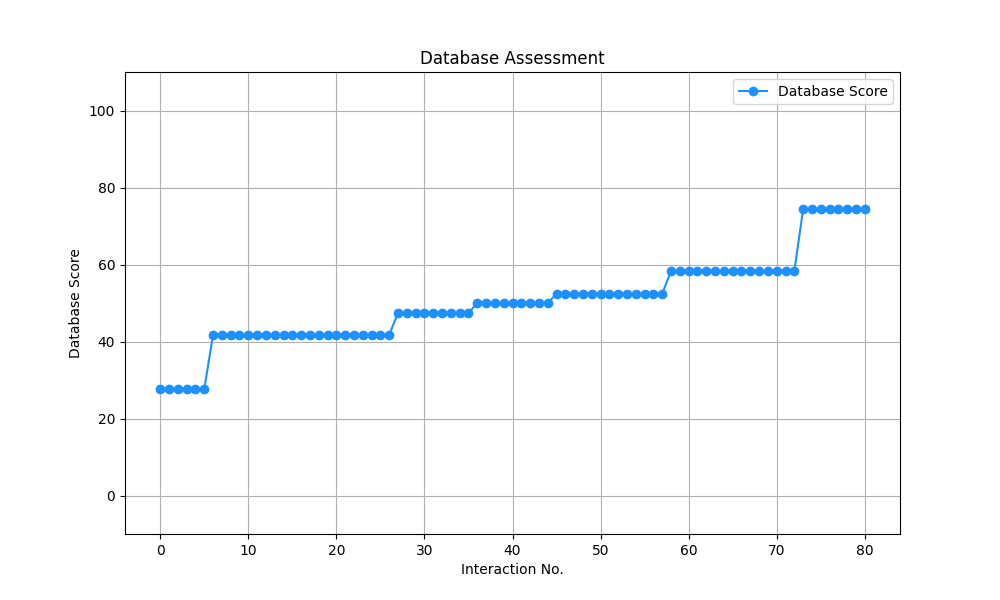 Database Assessment
Database Score
100
80
60
40
20
0
Database Score
0 10 20 30 40 50 60 70 80
Interaction No.